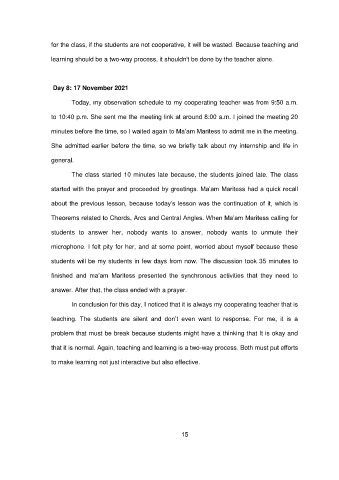 for the class, if the students are not cooperative, it will be wasted. Because teaching and
learning should be a two-way process, it shouldn't be done by the teacher alone.
Day 8: 17 November 2021
Today, my observation schedule to my cooperating teacher was from 9:50 a.m.
to 10:40 p.m. She sent me the meeting link at around 8:00 a.m. I joined the meeting 20
minutes before the time, so I waited again to Ma'am Maritess to admit me in the meeting.
She admitted earlier before the time, so we briefly talk about my internship and life in
general.
The class started 10 minutes late because, the students joined late. The class
started with the prayer and proceeded by greetings. Ma'am Maritess had a quick recall
about the previous lesson, because today's lesson was the continuation of it, which is
Theorems related to Chords, Arcs and Central Angles. When Ma'am Maritess calling for
students to answer her, nobody wants to answer, nobody wants to unmute their
microphone. I felt pity for her, and at some point, worried about myself because these
students will be my students in few days from now. The discussion took 35 minutes to
finished and ma'am Maritess presented the synchronous activities that they need to
answer. After that, the class ended with a prayer.
In conclusion for this day, I noticed that it is always my cooperating teacher that is
teaching. The students are silent and don't even want to response. For me, it is a
problem that must be break because students might have a thinking that It is okay and
that it is normal. Again, teaching and learning is a two-way process. Both must put efforts
to make learning not just interactive but also effective.
15